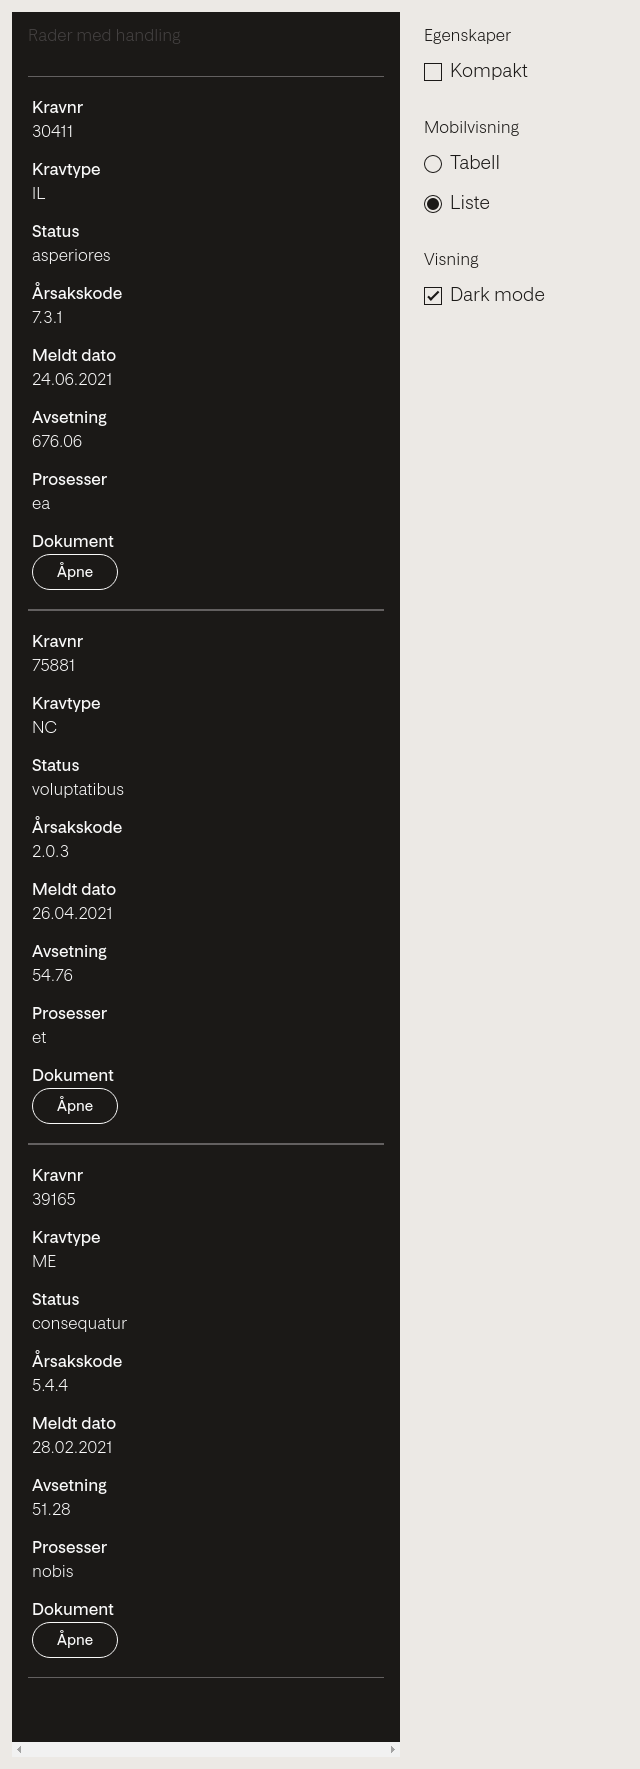 Rader med handling
Kravnr
30411
Kravtype
IL
Status
asperiores
Årsakskode
7.3.1
Meldt dato
24.06.2021
Avsetning
676.06
Prosesser
ea
Dokument
Åpne
Kravnr
75881
Kravtype
NC
Status
voluptatibus
Årsakskode
2.0.3
Meldt dato
26.04.2021
Avsetning
54.76
Prosesser
et
Dokument
Åpne
Kravnr
39165
Kravtype
ME
Status
consequatur
Årsakskode
5.4.4
Meldt dato
28.02.2021
Avsetning
51.28
Prosesser
nobis
Dokument
Åpne
Egenskaper
Kompakt
Mobilvisning
Tabell
Liste
Visning
Dark mode